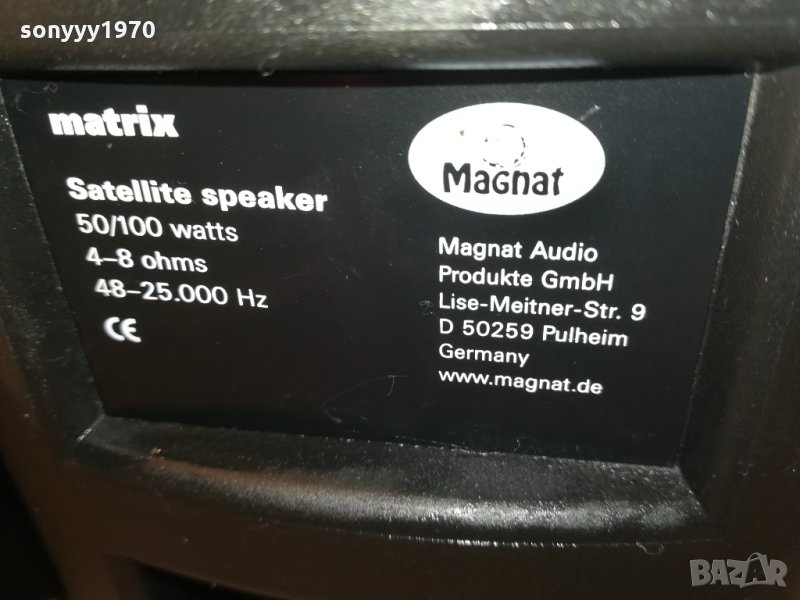 sonyyy1970
matrix
Magnat
Satellite speaker
50/100 watts
4–8 ohms
48–25.000 Hz
CE
Magnat Audio
Produkte GmbH
Lise-Meitner-Str. 9
D 50259 Pulheim
Germany
www.magnat.de
BAZAR